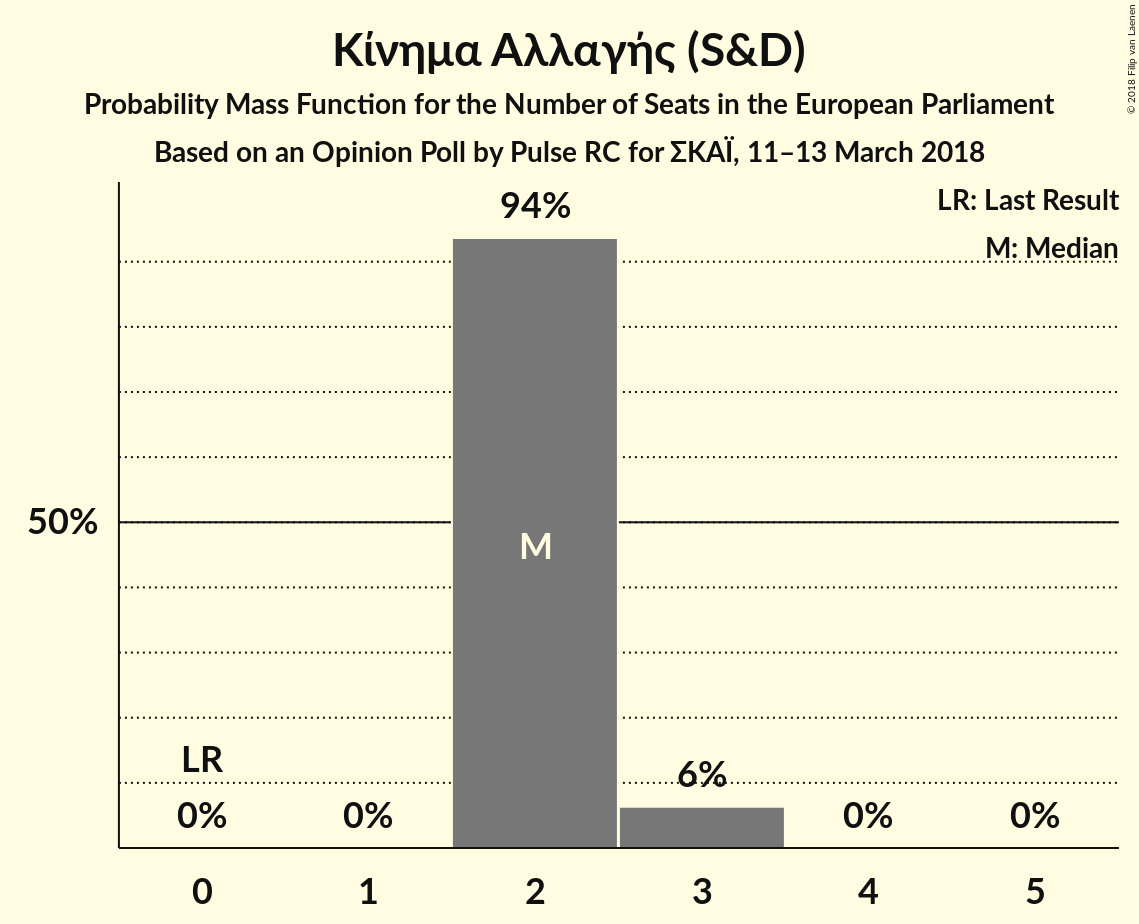 Κίνημα Αλλαγής (S&D)
Probability Mass Function for the Number of Seats in the European Parliament
Based on an Opinion Poll by Pulse RC for ΣΚΑΪ, 11–13 March 2018
© 2018 Filip van Laenen
LR: Last Result
M: Median
94%
50%
M
LR
6%
0% 0% 0% 0%
0 1 2 3 4 5